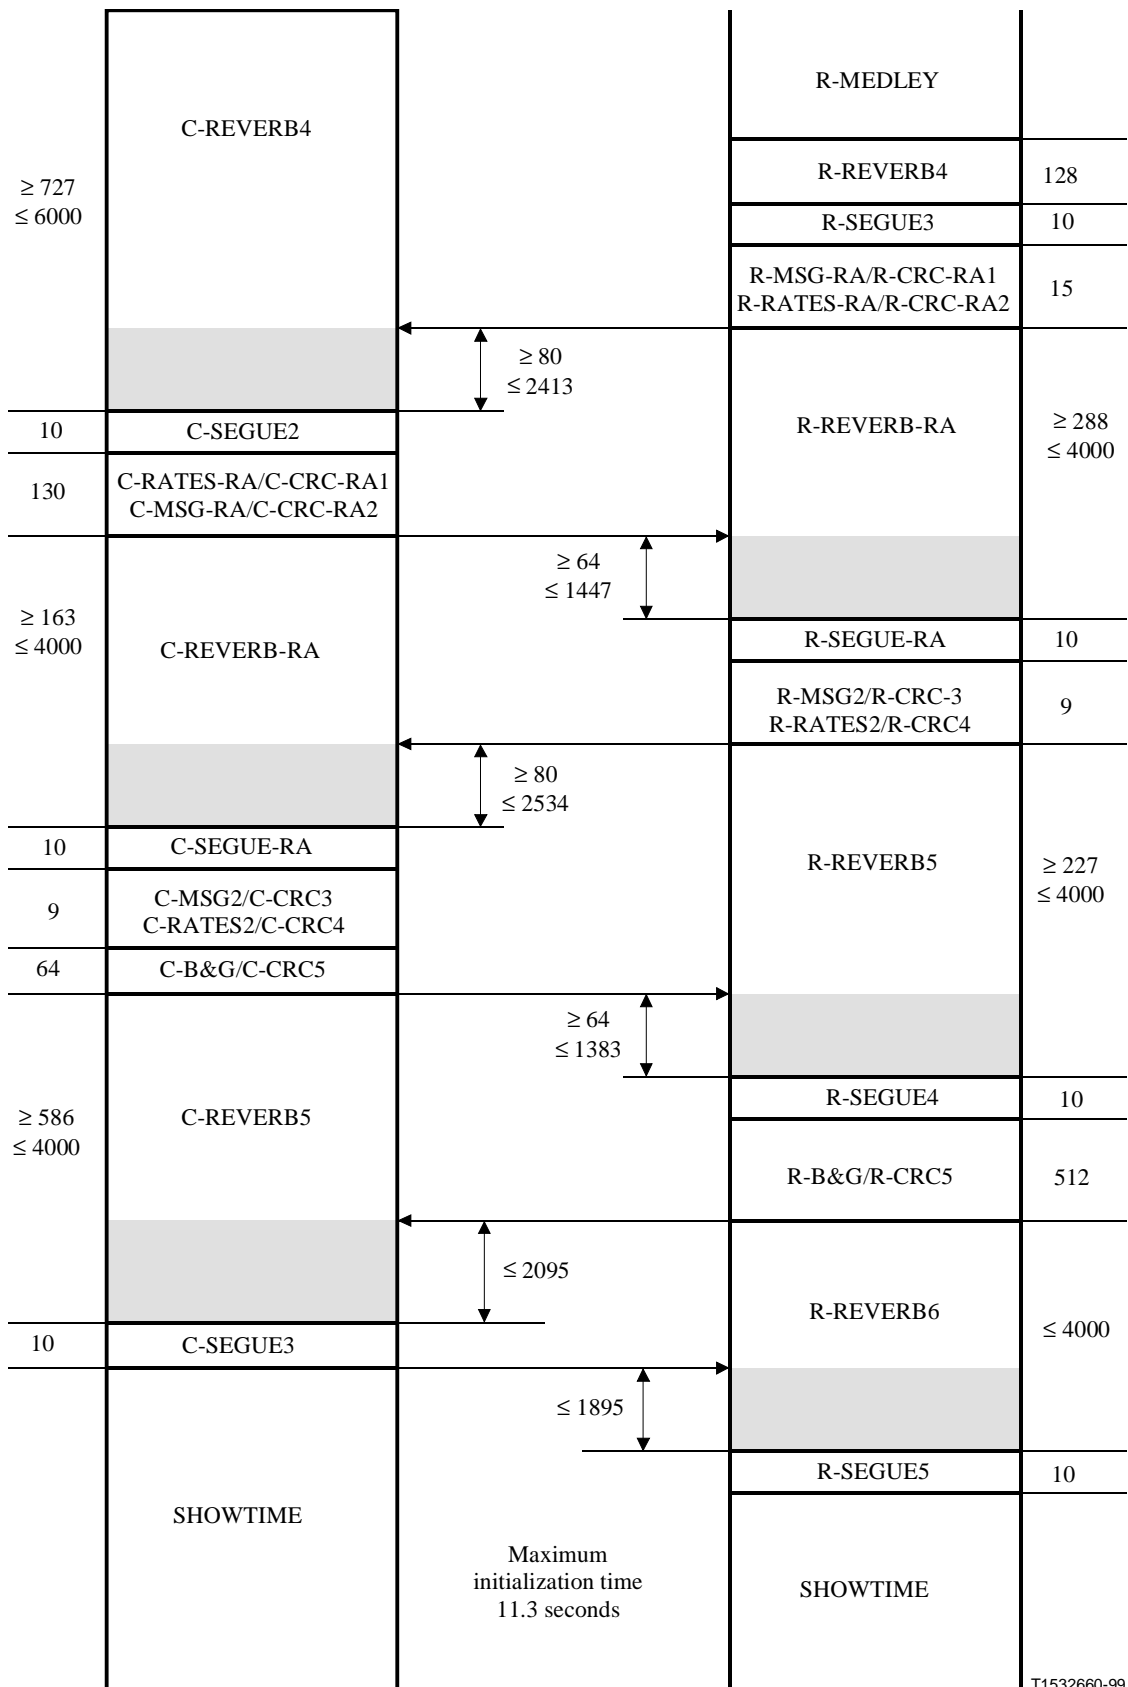 R-MEDLEY
C-REVERB4
R-REVERB4
128
≥ 727
≤ 6000
R-SEGUE3
10
R-MSG-RA/R-CRC-RA1
R-RATES-RA/R-CRC-RA2
15
≥ 80
≤ 2413
10
C-SEGUE2
R-REVERB-RA
≥ 288
≤ 4000
130
C-RATES-RA/C-CRC-RA1
C-MSG-RA/C-CRC-RA2
≥ 64
≤ 1447
≥ 163
≤ 4000
C-REVERB-RA
R-SEGUE-RA
10
R-MSG2/R-CRC-3
R-RATES2/R-CRC4
9
≥ 80
≤ 2534
10
C-SEGUE-RA
R-REVERB5
≥ 227
≤ 4000
9
C-MSG2/C-CRC3
C-RATES2/C-CRC4
64
C-B&G/C-CRC5
≥ 64
≤ 1383
≥ 586
≤ 4000
C-REVERB5
R-SEGUE4
10
R-B&G/R-CRC5
512
≤ 2095
R-REVERB6
≤ 4000
10
C-SEGUE3
≤ 1895
R-SEGUE5
10
SHOWTIME
Maximum
initialization time
11.3 seconds
SHOWTIME
T1532660-99